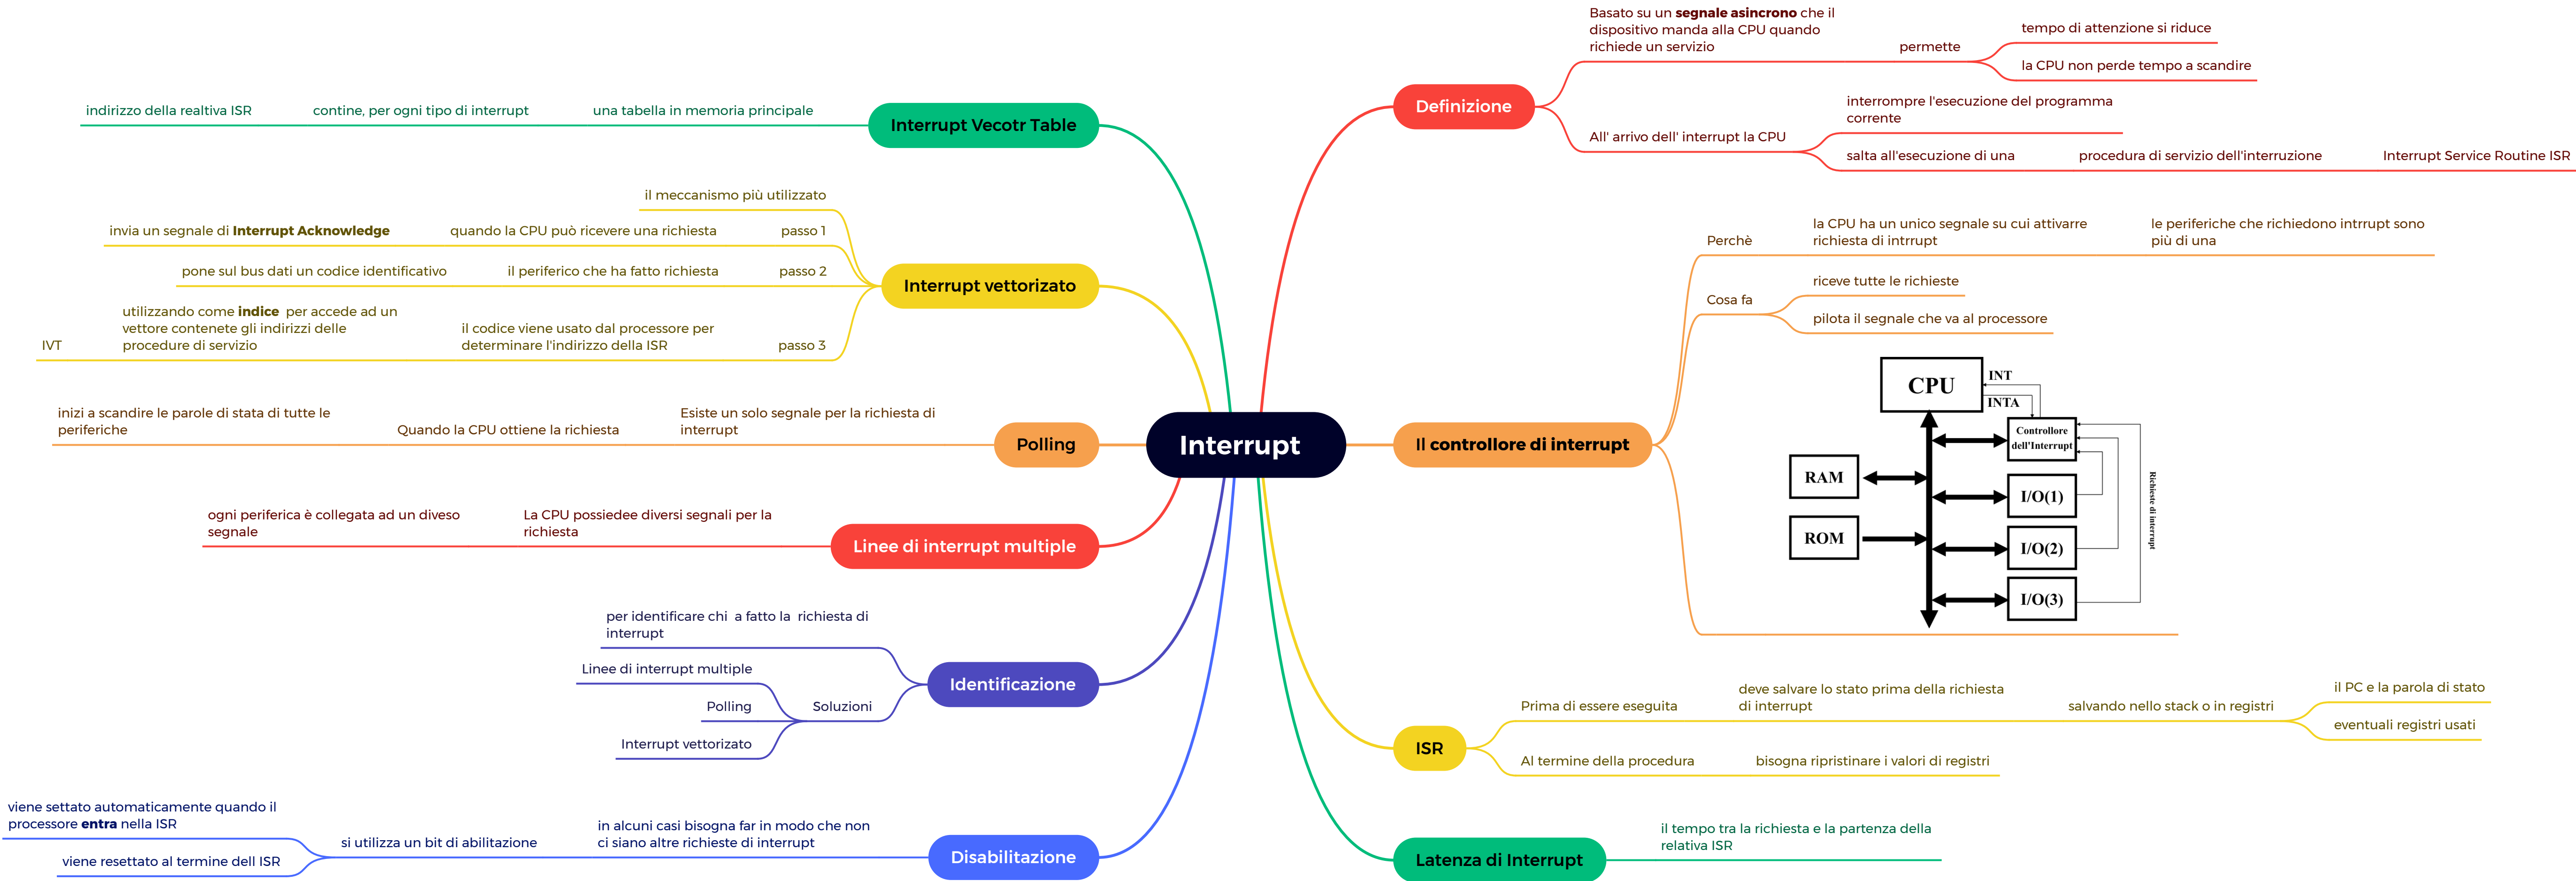 Interrupt
Definizione
Basato su un segnale asincrono che il
dispositivo manda alla CPU quando
richiede un servizio
permette
tempo di attenzione si riduce
la CPU non perde tempo a scandire
All' arrivo dell' interrupt la CPU
interrompre l'esecuzione del programma
corrente
salta all'esecuzione di una
procedura di servizio dell'interruzione
Interrupt Service Routine ISR
Il controllore di interrupt
Perchè
la CPU ha un unico segnale su cui attivarre
richiesta di intrrupt
le periferiche che richiedono intrrupt sono
più di una
Cosa fa
riceve tutte le richieste
pilota il segnale che va al processore
CPU
INT
INTA
Controllore
dell'Interrupt
RAM
I/O(1)
ROM
I/O(2)
I/O(3)
Richieste di interrupt
ISR
Prima di essere eseguita
deve salvare lo stato prima della richiesta
di interrupt
salvando nello stack o in registri
il PC e la parola di stato
eventuali registri usati
Al termine della procedura
bisogna ripristinare i valori di registri
Latenza di Interrupt
il tempo tra la richiesta e la partenza della
relativa ISR
Interrupt Vecotr Table
una tabella in memoria principale
contine, per ogni tipo di interrupt
indirizzo della realtiva ISR
Interrupt vettorizato
il meccanismo più utilizzato
passo 1
quando la CPU può ricevere una richiesta
invia un segnale di Interrupt Acknowledge
passo 2
il periferico che ha fatto richiesta
pone sul bus dati un codice identificativo
passo 3
il codice viene usato dal processore per
determinare l'indirizzo della ISR
utilizzando come indice  per accede ad un
vettore contenete gli indirizzi delle
procedure di servizio
IVT
Polling
Esiste un solo segnale per la richiesta di
interrupt
Quando la CPU ottiene la richiesta
inizi a scandire le parole di stata di tutte le
periferiche
Linee di interrupt multiple
La CPU possiedee diversi segnali per la
richiesta
ogni periferica è collegata ad un diveso
segnale
Identificazione
per identificare chi  a fatto la  richiesta di
interrupt
Soluzioni
Linee di interrupt multiple
Polling
Interrupt vettorizato
Disabilitazione
in alcuni casi bisogna far in modo che non
ci siano altre richieste di interrupt
si utilizza un bit di abilitazione
viene settato automaticamente quando il
processore entra nella ISR
viene resettato al termine dell ISR